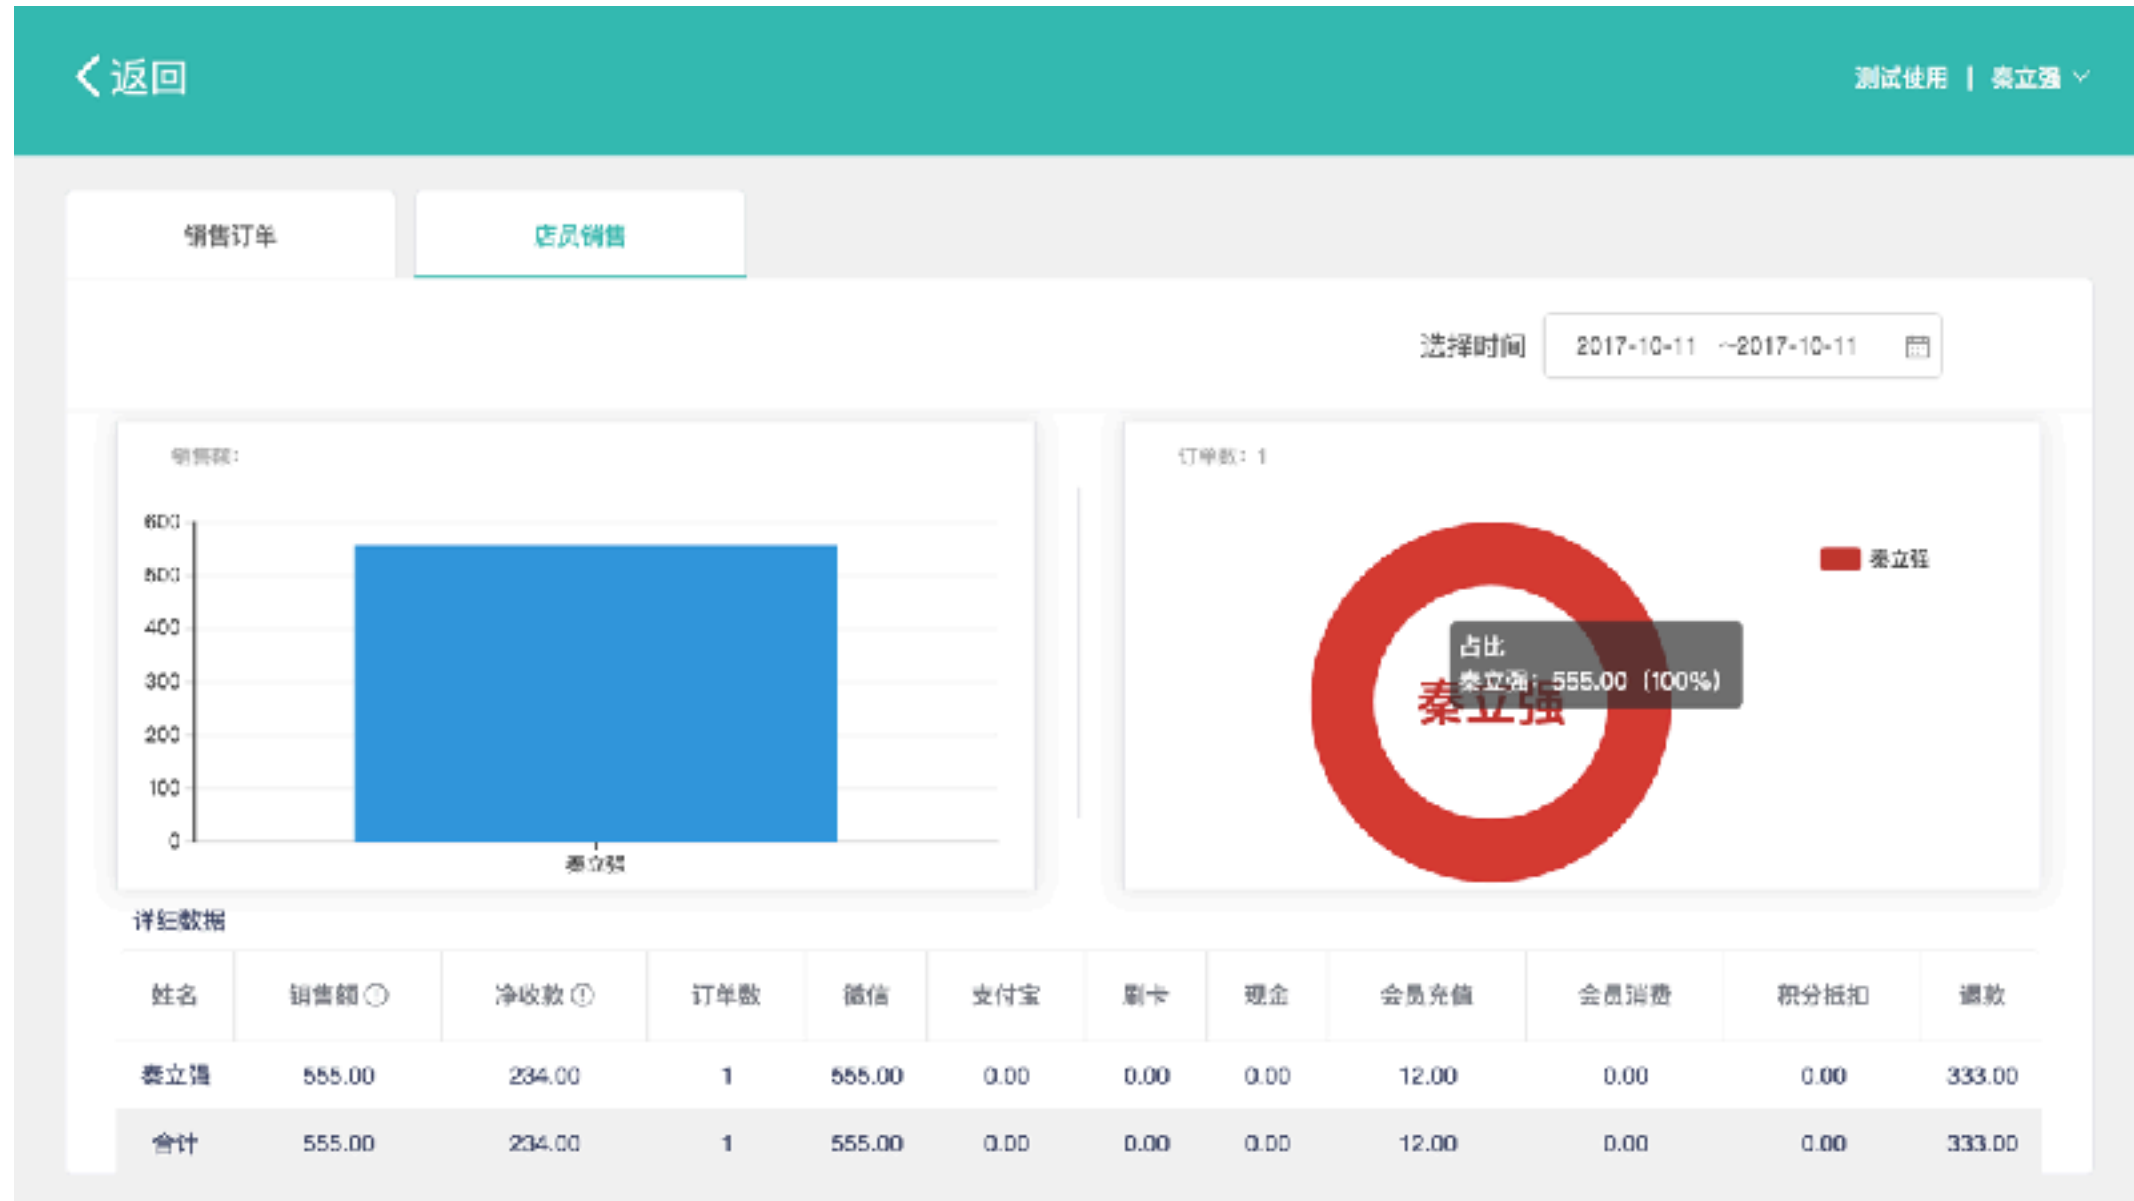 返回
测试使用 | 秦立强
销售订单 店员销售
选择时间 2017-10-11 ~2017-10-11
销售额:
600
500
400
300
200
100
0
秦立强
订单数: 1
秦立强
占比
秦立强: 555.00 (100%)
秦立强
详细数据
姓名 销售额 净收款 订单数 微信 支付宝 刷卡 现金 会员充值 会员消费 积分抵扣 退款
秦立强 555.00 234.00 1 555.00 0.00 0.00 0.00 12.00 0.00 0.00 333.00
合计 555.00 234.00 1 555.00 0.00 0.00 0.00 12.00 0.00 0.00 333.00